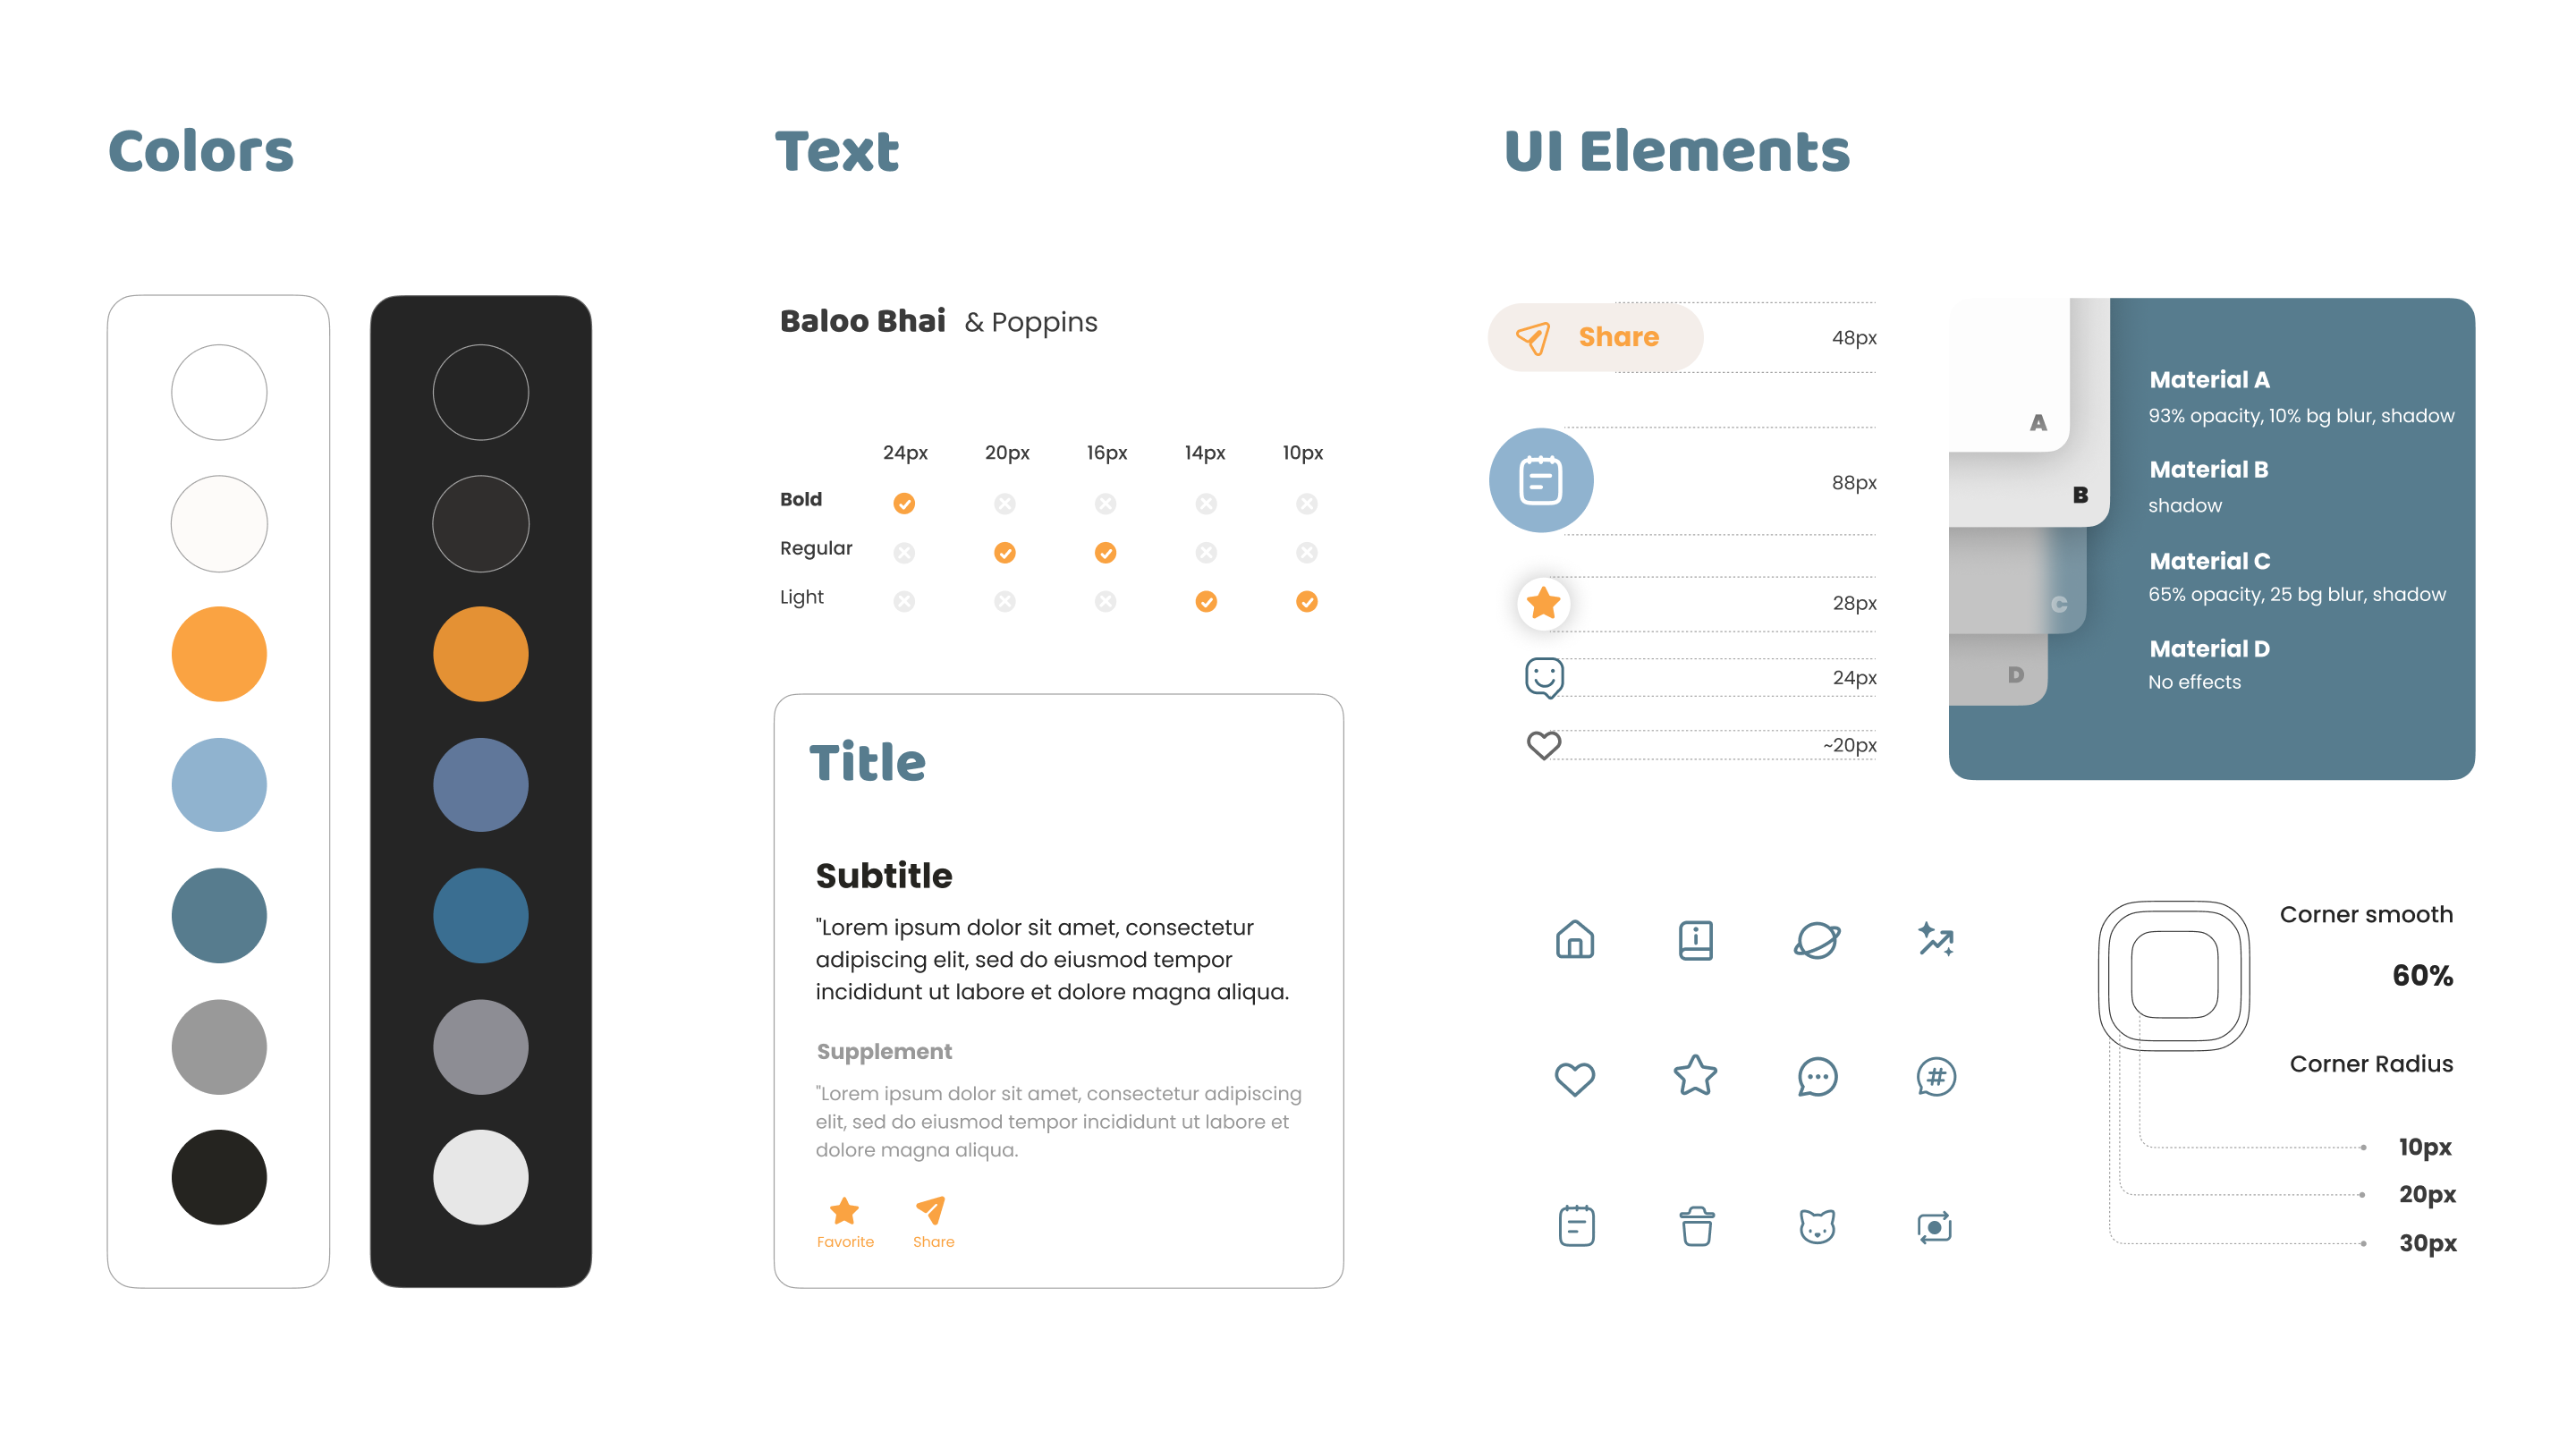 Colors
Text
Baloo Bhai & Poppins
24px 20px 16px 14px 10px
Bold
Regular
Light
Title
Subtitle
"Lorem ipsum dolor sit amet, consectetur
adipiscing elit, sed do eiusmod tempor
incididunt ut labore et dolore magna aliqua.
Supplement
"Lorem ipsum dolor sit amet, consectetur adipiscing
elit, sed do eiusmod tempor incididunt ut labore et
dolore magna aliqua.
Favorite Share
UI Elements
Share
48px
88px
28px
24px
~20px
A
B
C
D
Material A
93% opacity, 10% bg blur, shadow
Material B
shadow
Material C
65% opacity, 25 bg blur, shadow
Material D
No effects
#
Corner smooth
60%
Corner Radius
10px
20px
30px